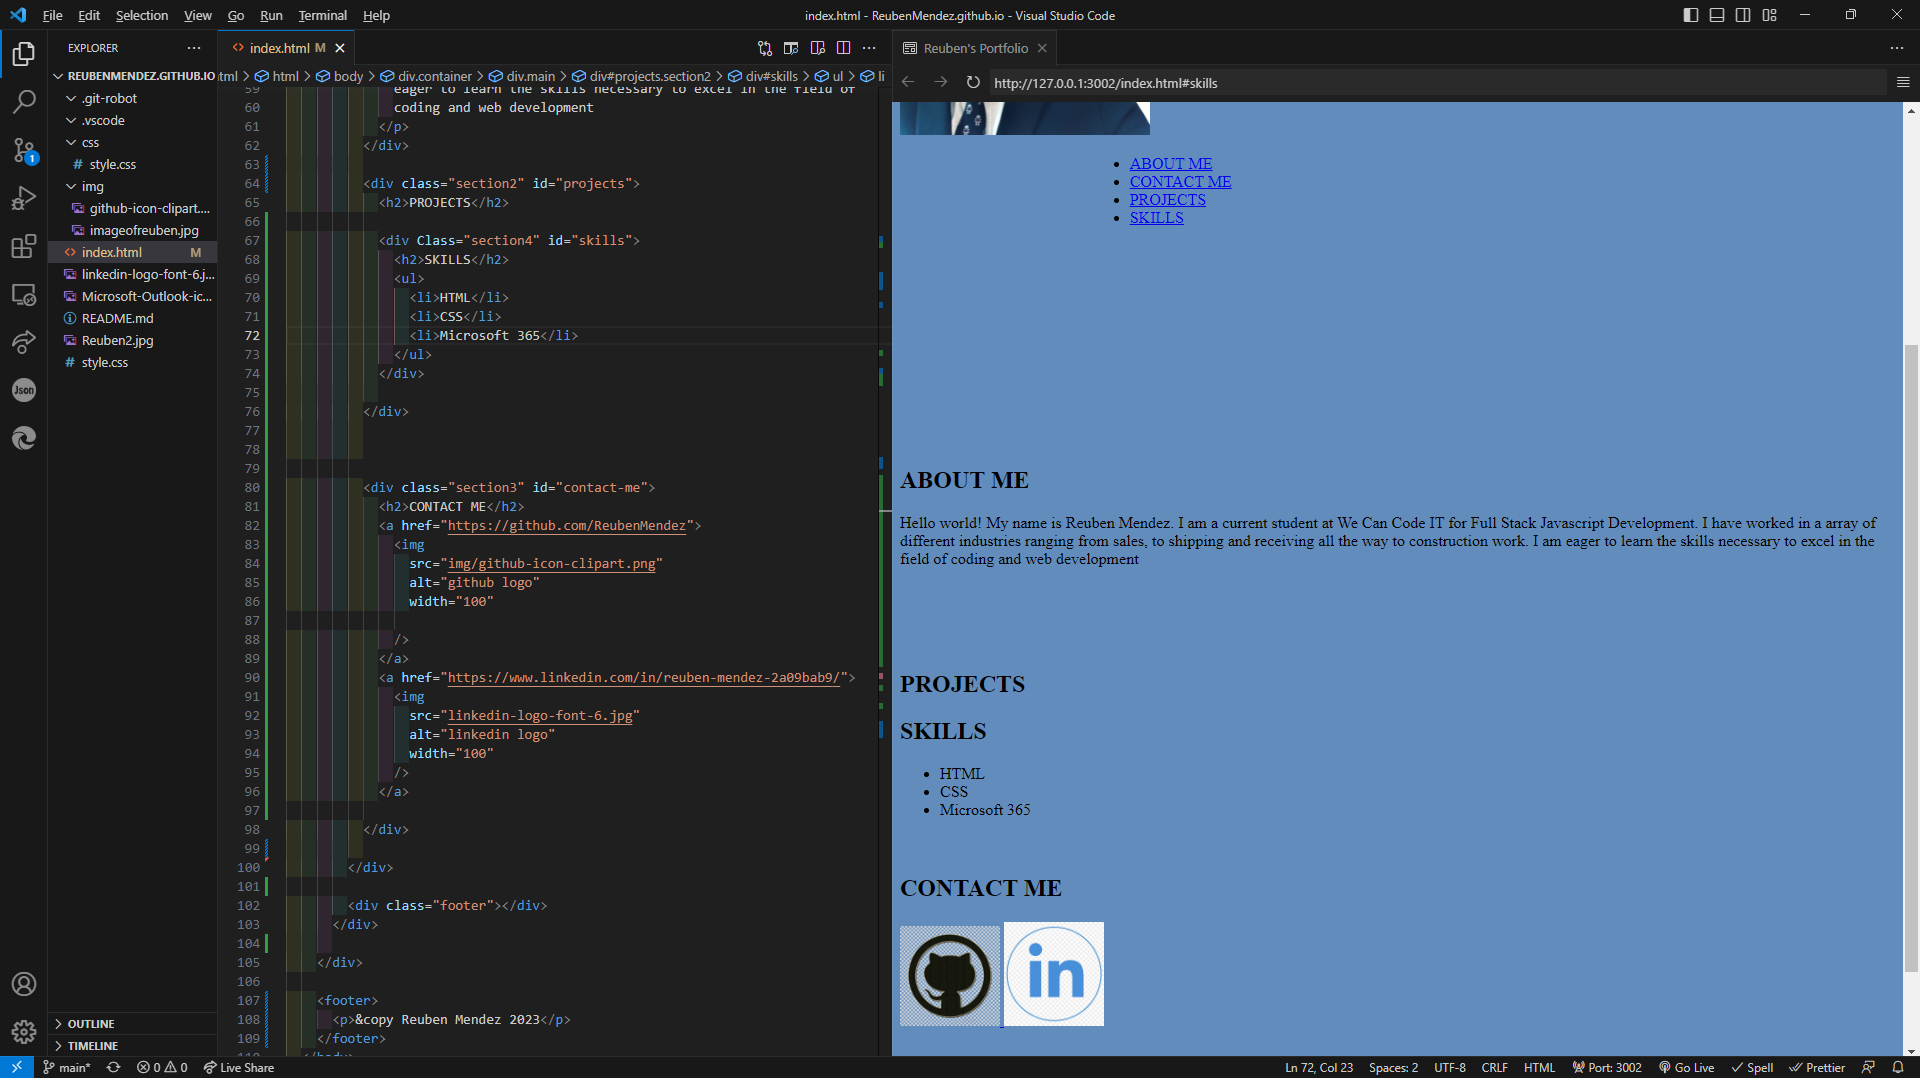 File Edit Selection View Go Run Terminal Help
index.html - ReubenMendez.github.io - Visual Studio Code
EXPLORER
REUBENMENDEZ.GITHUB.IO
.git-robot
.vscode
css
# style.css
img
github-icon-clipart....
imageofreuben.jpg
<> index.html M
linkedin-logo-font-6.j...
Microsoft-Outlook-ic...
README.md
Reuben2.jpg
# style.css
OUTLINE
TIMELINE
1
Json
<> index.html M
html > body > div.container > div.main > div#projects.section2 > div#skills > ul > li
59 eager to learn the skills necessary to excel in the field of
60 coding and web development
61 </p>
62 </div>
63
64 <div class="section2" id="projects">
65 <h2>PROJECTS</h2>
66
67 <div Class="section4" id="skills">
68 <h2>SKILLS</h2>
69 <ul>
70 <li>HTML</li>
71 <li>CSS</li>
72 <li>Microsoft 365</li>
73 </ul>
74 </div>
75
76 </div>
77
78
79
80 <div class="section3" id="contact-me">
81 <h2>CONTACT ME</h2>
82 <a href="https://github.com/ReubenMendez">
83 <img
84 src="img/github-icon-clipart.png"
85 alt="github logo"
86 width="100"
87
88 />
89 </a>
90 <a href="https://www.linkedin.com/in/reuben-mendez-2a09bab9/">
91 <img
92 src="linkedin-logo-font-6.jpg"
93 alt="linkedin logo"
94 width="100"
95 />
96 </a>
97
98 </div>
99
100 </div>
101
102 <div class="footer"></div>
103 </div>
104
105 </div>
106
107 <footer>
108 <p>&copy Reuben Mendez 2023</p>
109 </footer>
110 </body>
Reuben's Portfolio
http://127.0.0.1:3002/index.html#skills
ABOUT ME
CONTACT ME
PROJECTS
SKILLS
ABOUT ME
Hello world! My name is Reuben Mendez. I am a current student at We Can Code IT for Full Stack Javascript Development. I have worked in a array of
different industries ranging from sales, to shipping and receiving all the way to construction work. I am eager to learn the skills necessary to excel in the
field of coding and web development
PROJECTS
SKILLS
HTML
CSS
Microsoft 365
CONTACT ME
in
main* 0 0 Live Share
Ln 72, Col 23 Spaces: 2 UTF-8 CRLF HTML Port: 3002 Go Live Spell Prettier